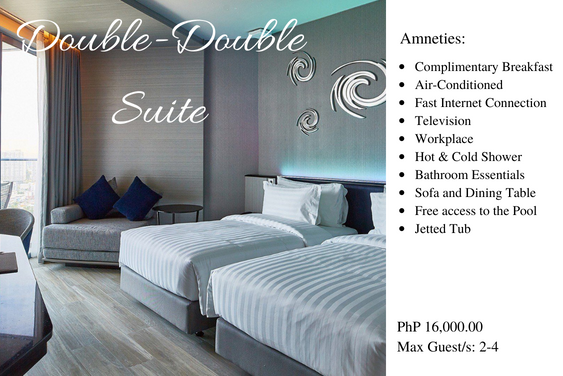 Double-Double
Suite
Amneties:
Complimentary Breakfast
Air-Conditioned
Fast Internet Connection
Television
Workplace
Hot & Cold Shower
Bathroom Essentials
Sofa and Dining Table
Free access to the Pool
Jetted Tub
PhP 16,000.00
Max Guest/s: 2-4